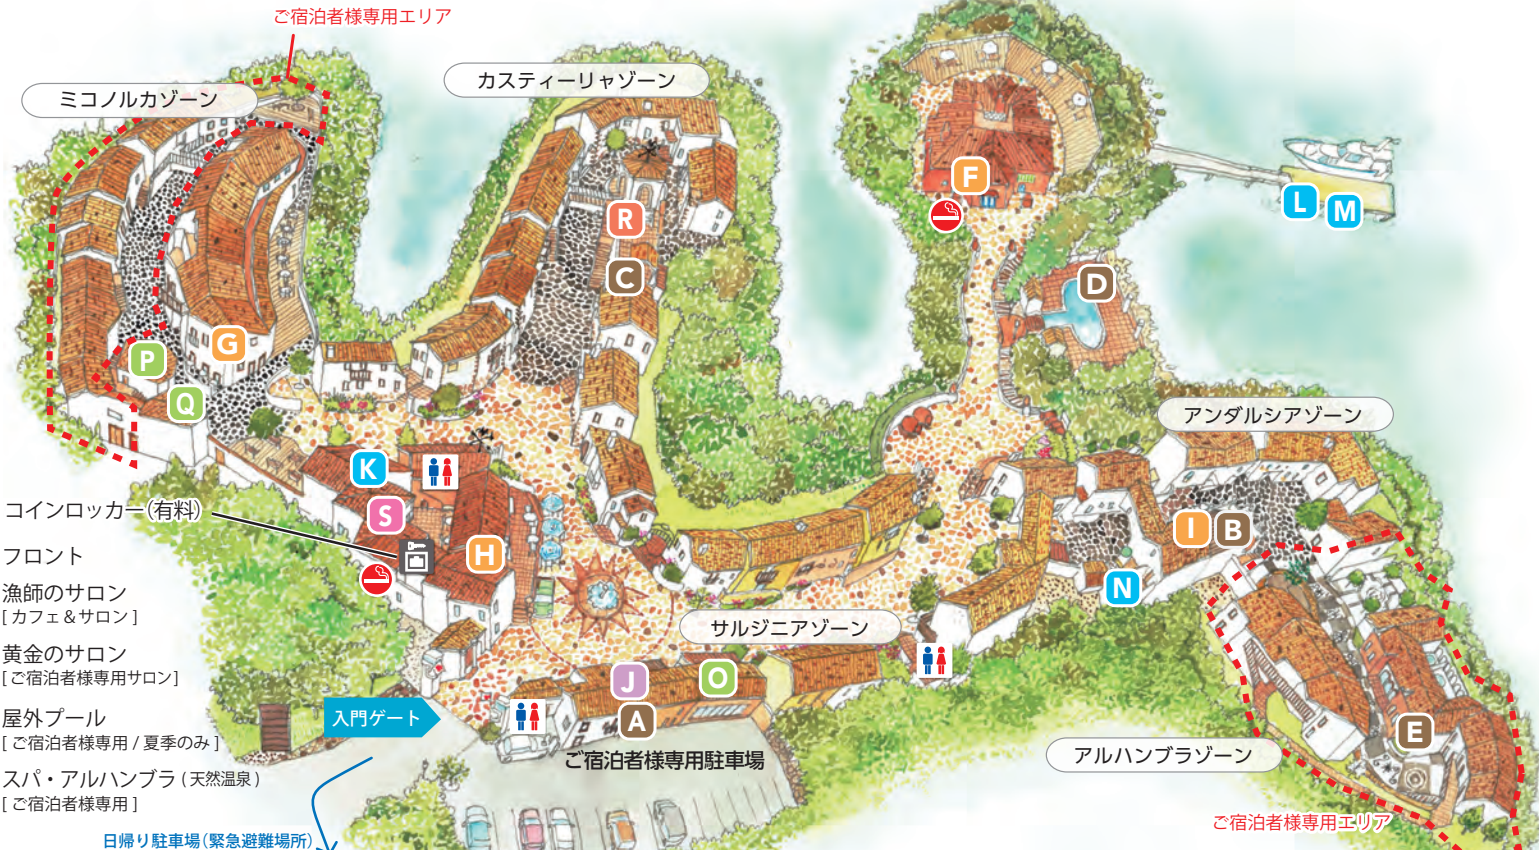 ご宿泊者様専用エリア
ミコノルカゾーン
カスティーリャゾーン
F
L
M
R
C
D
G
P
Q
アンダルシアゾーン
K
S
I
B
コインロッカー(有料)
H
フロント
N
漁師のサロン
[ カフェ&サロン ]
サルジニアゾーン
黄金のサロン
[ご宿泊者様専用サロン]
J
O
屋外プール
[ ご宿泊者様専用 / 夏季のみ ]
入門ゲート
A
E
ご宿泊者様専用駐車場
アルハンブラゾーン
スパ・アルハンブラ ( 天然温泉 )
[ ご宿泊者様専用 ]
ご宿泊者様専用エリア
日帰り駐車場(緊急避難場所)